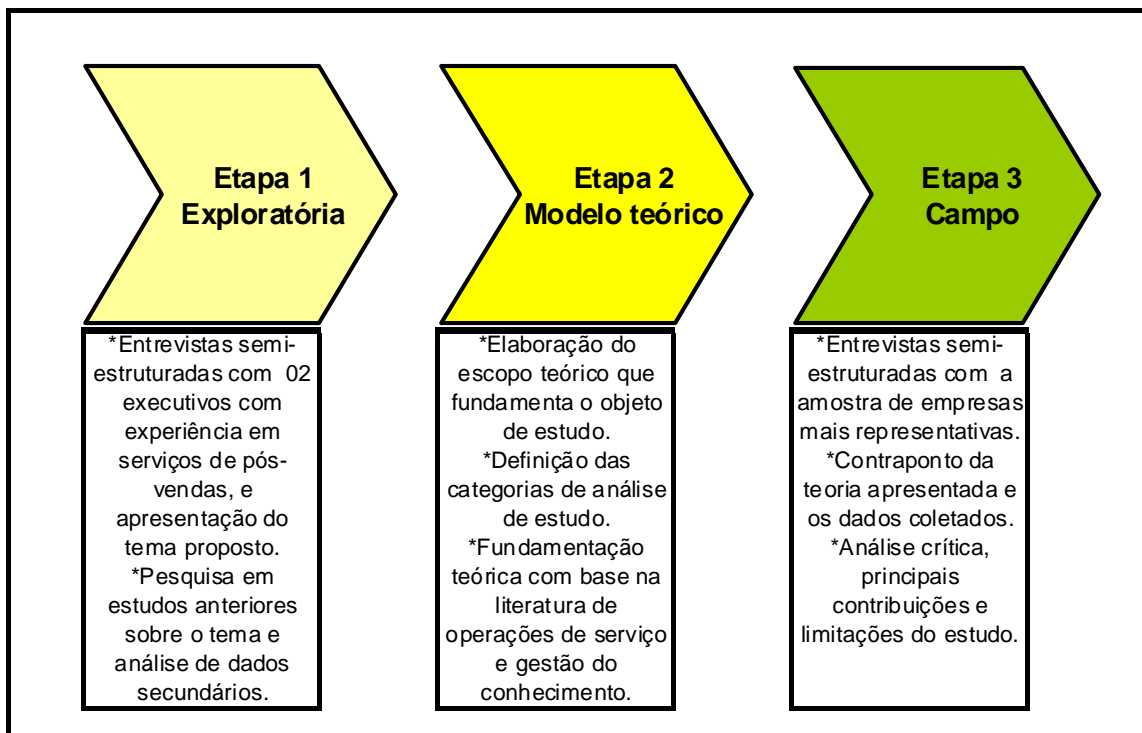 Etapa 1
Exploratória
*Entrevistas semi-
estruturadas com 02
executivos com
experiência em
serviços de pós-
vendas, e
apresentação do
tema proposto.
*Pesquisa em
estudos anteriores
sobre o tema e
análise de dados
secundários.
Etapa 2
Modelo teórico
*Elaboração do
escopo teórico que
fundamenta o objeto
de estudo.
*Definição das
categorias de análise
de estudo.
*Fundamentação
teórica com base na
literatura de
operações de serviço
e gestão do
conhecimento.
Etapa 3
Campo
*Entrevistas semi-
estruturadas com a
amostra de empresas
mais representativas.
*Contraponto da
teoria apresentada e
os dados coletados.
*Análise crítica,
principais
contribuições e
limitações do estudo.